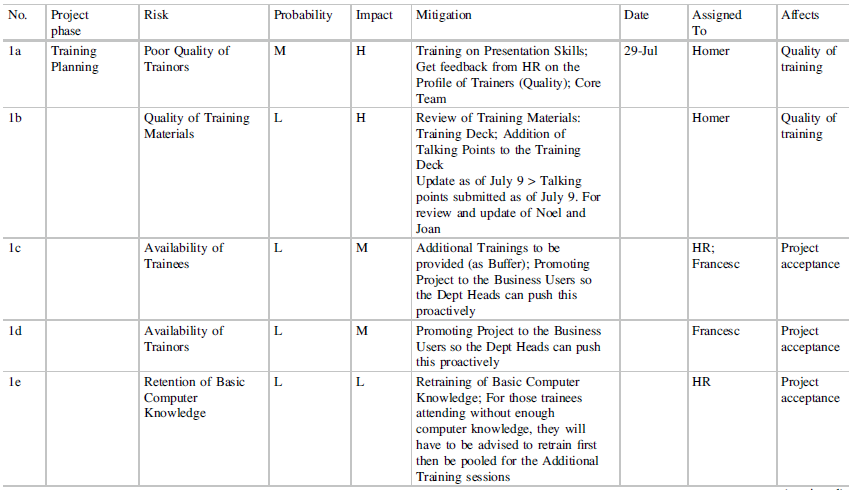 No. Project phase Risk Probability Impact Mitigation Date Assigned To Affects
1a Training Planning Poor Quality of Trainors M H Training on Presentation Skills; Get feedback from HR on the Profile of Trainers (Quality); Core Team 29-Jul Homer Quality of training
1b Quality of Training Materials L H Review of Training Materials: Training Deck; Addition of Talking Points to the Training Deck Update as of July 9 > Talking points submitted as of July 9. For review and update of Noel and Joan Homer Quality of training
1c Availability of Trainees L M Additional Trainings to be provided (as Buffer); Promoting Project to the Business Users so the Dept Heads can push this proactively HR; Francesc Project acceptance
1d Availability of Trainors L M Promoting Project to the Business Users so the Dept Heads can push this proactively Francesc Project acceptance
1e Retention of Basic Computer Knowledge L L Retraining of Basic Computer Knowledge; For those trainees attending without enough computer knowledge, they will have to be advised to retrain first then be pooled for the Additional Training sessions HR Project acceptance